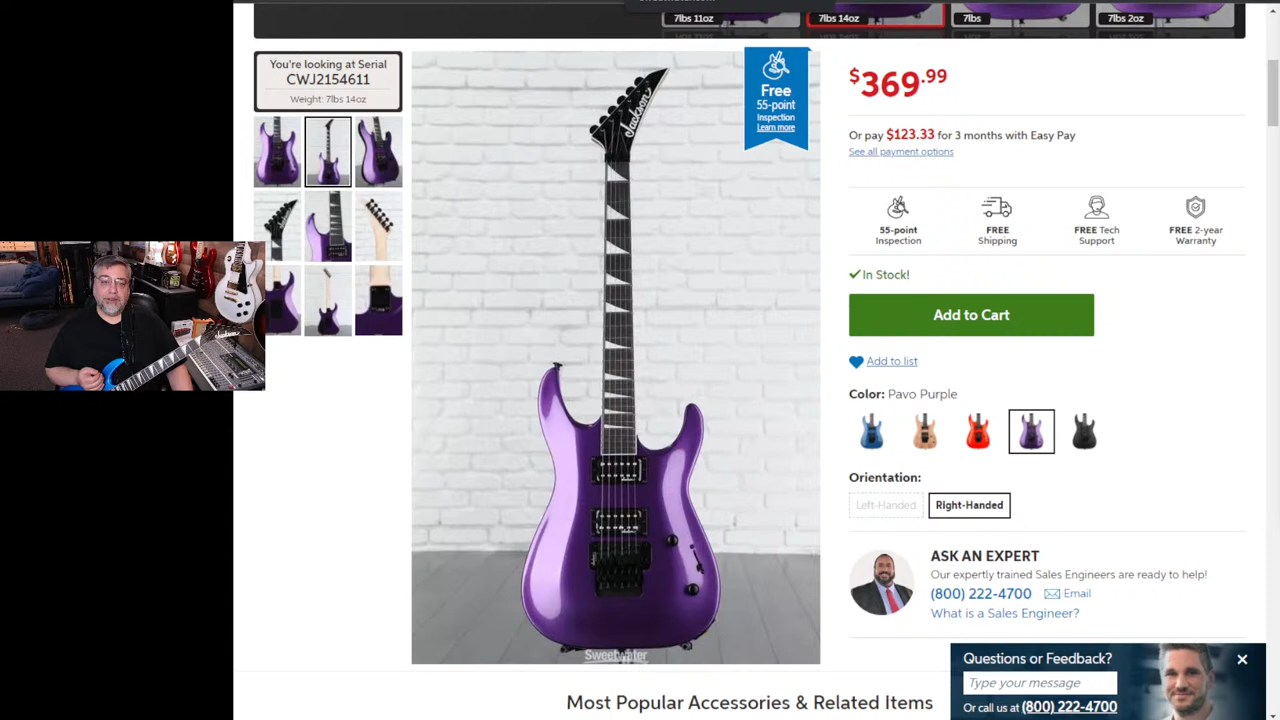 7lbs 11oz
7lbs 14oz
7lbs
7lbs 2oz
You're looking at Serial
CWJ2154611
Weight: 7lbs 14oz
Jackson
Free
55-point
Inspection
Learn more
$369.99
Or pay $123.33 for 3 months with Easy Pay
See all payment options
55-point
Inspection
FREE
Shipping
FREE Tech
Support
FREE 2-year
Warranty
In Stock!
Add to Cart
Add to list
Color: Pavo Purple
Orientation:
Left-Handed
Right-Handed
ASK AN EXPERT
Our expertly trained Sales Engineers are ready to help!
(800) 222-4700
Email
What is a Sales Engineer?
Sweetwater
Questions or Feedback?
Type your message
Or call us at (800) 222-4700
Most Popular Accessories & Related Items